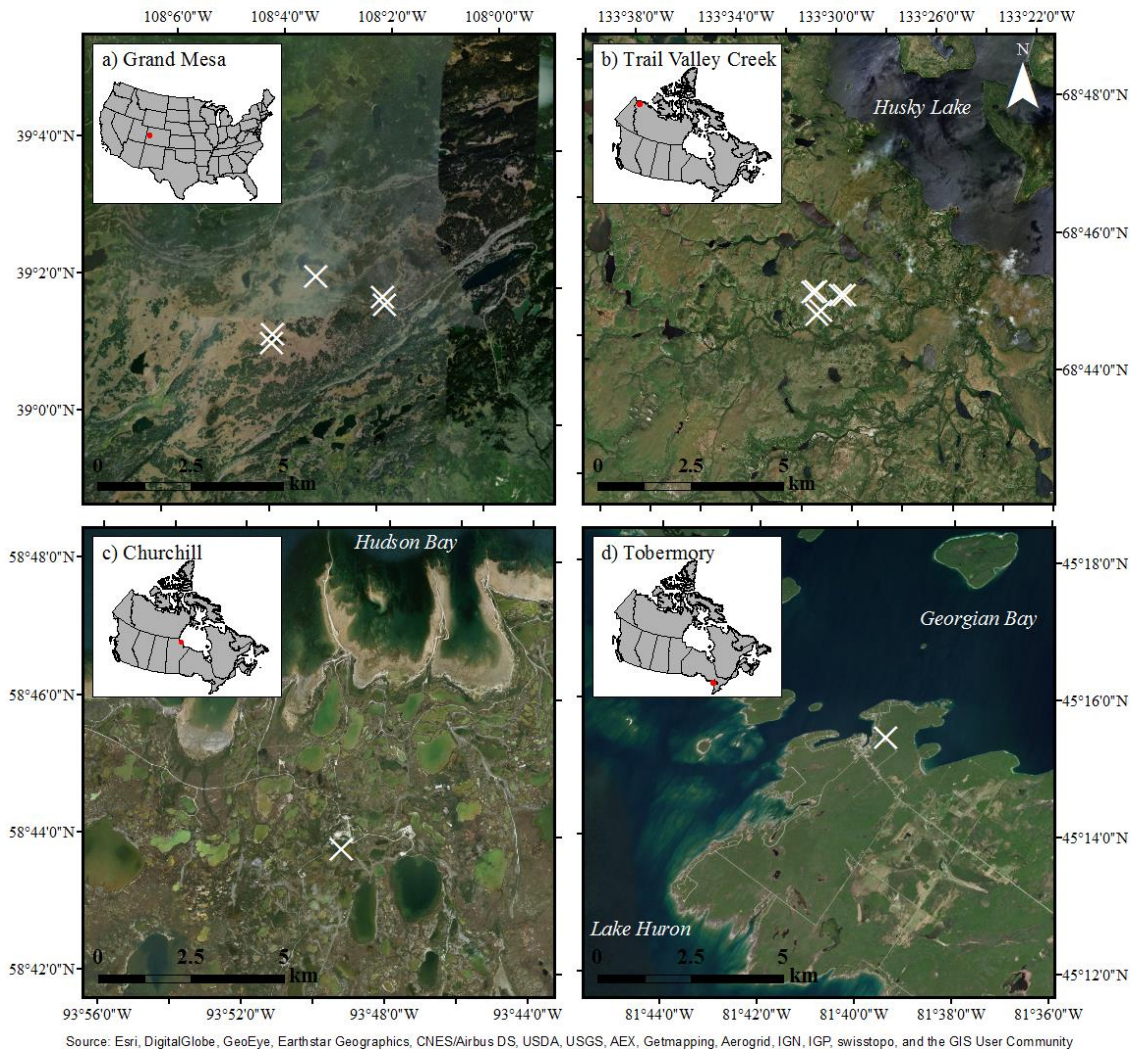 108°6'0"W 108°4'0"W 108°2'0"W 108°0'0"W 133°38'0"W 133°34'0"W 133°30'0"W 133°26'0"W 133°22'0"W
a) Grand Mesa
b) Trail Valley Creek
N
Husky Lake
39°4'0"N
39°2'0"N
39°0'0"N
68°48'0"N
68°46'0"N
68°44'0"N
0 2.5 5
km
0 2.5 5
km
c) Churchill
Hudson Bay
d) Tobermory
Georgian Bay
Lake Huron
58°48'0"N
58°46'0"N
58°44'0"N
58°42'0"N
45°18'0"N
45°16'0"N
45°14'0"N
45°12'0"N
0 2.5 5
km
0 2.5 5
km
93°56'0"W 93°52'0"W 93°48'0"W 93°44'0"W 81°44'0"W 81°42'0"W 81°40'0"W 81°38'0"W 81°36'0"W
Source: Esri, DigitalGlobe, GeoEye, Earthstar Geographics, CNES/Airbus DS, USDA, USGS, AEX, Getmapping, Aerogrid, IGN, IGP, swisstopo, and the GIS User Community